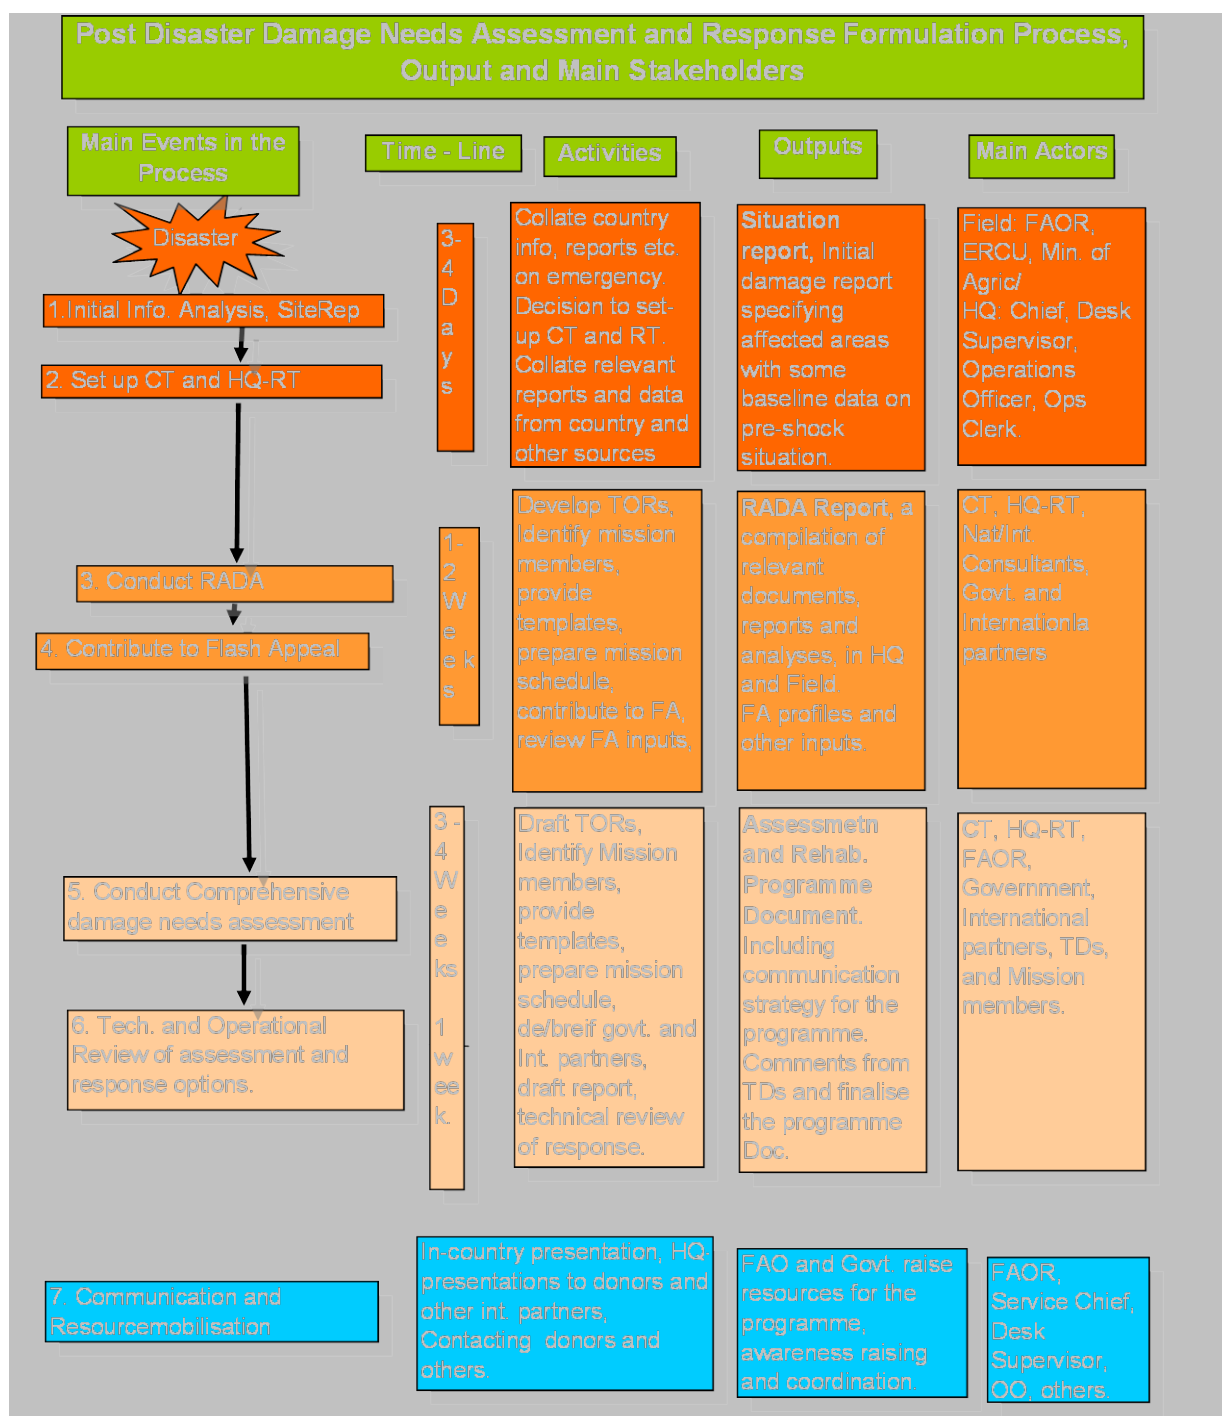 Post Disaster Damage Needs Assessment and Response Formulation Process,
Output and Main Stakeholders
Main Events in the
Process
Time - Line
Activities
Outputs
Main Actors
Disaster
1.Initial Info. Analysis, SiteRep
2. Set up CT and HQ-RT
3-
4
D
a
y
s
Collate country
info, reports etc.
on emergency.
Decision to set-
up CT and RT.
Collate relevant
reports and data
from country and
other sources
Situation
report, Initial
damage report
specifying
affected areas
with some
baseline data on
pre-shock
situation.
Field: FAOR,
ERCU, Min. of
Agric/
HQ: Chief, Desk
Supervisor,
Operations
Officer, Ops
Clerk.
3. Conduct RADA
4. Contribute to Flash Appeal
1-
2
W
e
e k
s
Develop TORs,
Identify mission
members,
provide
templates,
prepare mission
schedule,
contribute to FA,
review FA inputs,
RADA Report, a
compilation of
relevant
documents,
reports and
analyses, in HQ
and Field
FA profiles and
other inputs.
CT, HQ-RT,
Nat/Int
Consultants,
Govt. and
Internationla
partners
5. Conduct Comprehensive
damage needs assessment
6. Tech. and Operational
Review of assessment and
response options.
3 -
4
W
e
e
ks
1
w
ee
k.
Draft TORs,
Identify Mission
members,
provide
templates,
prepare mission
schedule,
de/breif govt. and
Int. partners,
draft report,
technical review
of response.
Assessmetn
and Rehab.
Programme
Document.
Including
communication
strategy for the
programme.
Comments from
TDs and finalise
the programme
Doc.
CT, HQ-RT,
FAOR,
Government,
International
partners, TDs,
and Mission
members.
7. Communication and
Resourcemobilisation
In-country presentation, HQ-
presentations to donors and
other int. partners,
Contacting donors and
others.
FAO and Govt. raise
resources for the
programme,
awareness raising
and coordination
FAOR,
Service Chief,
Desk
Supervisor,
OO, others.